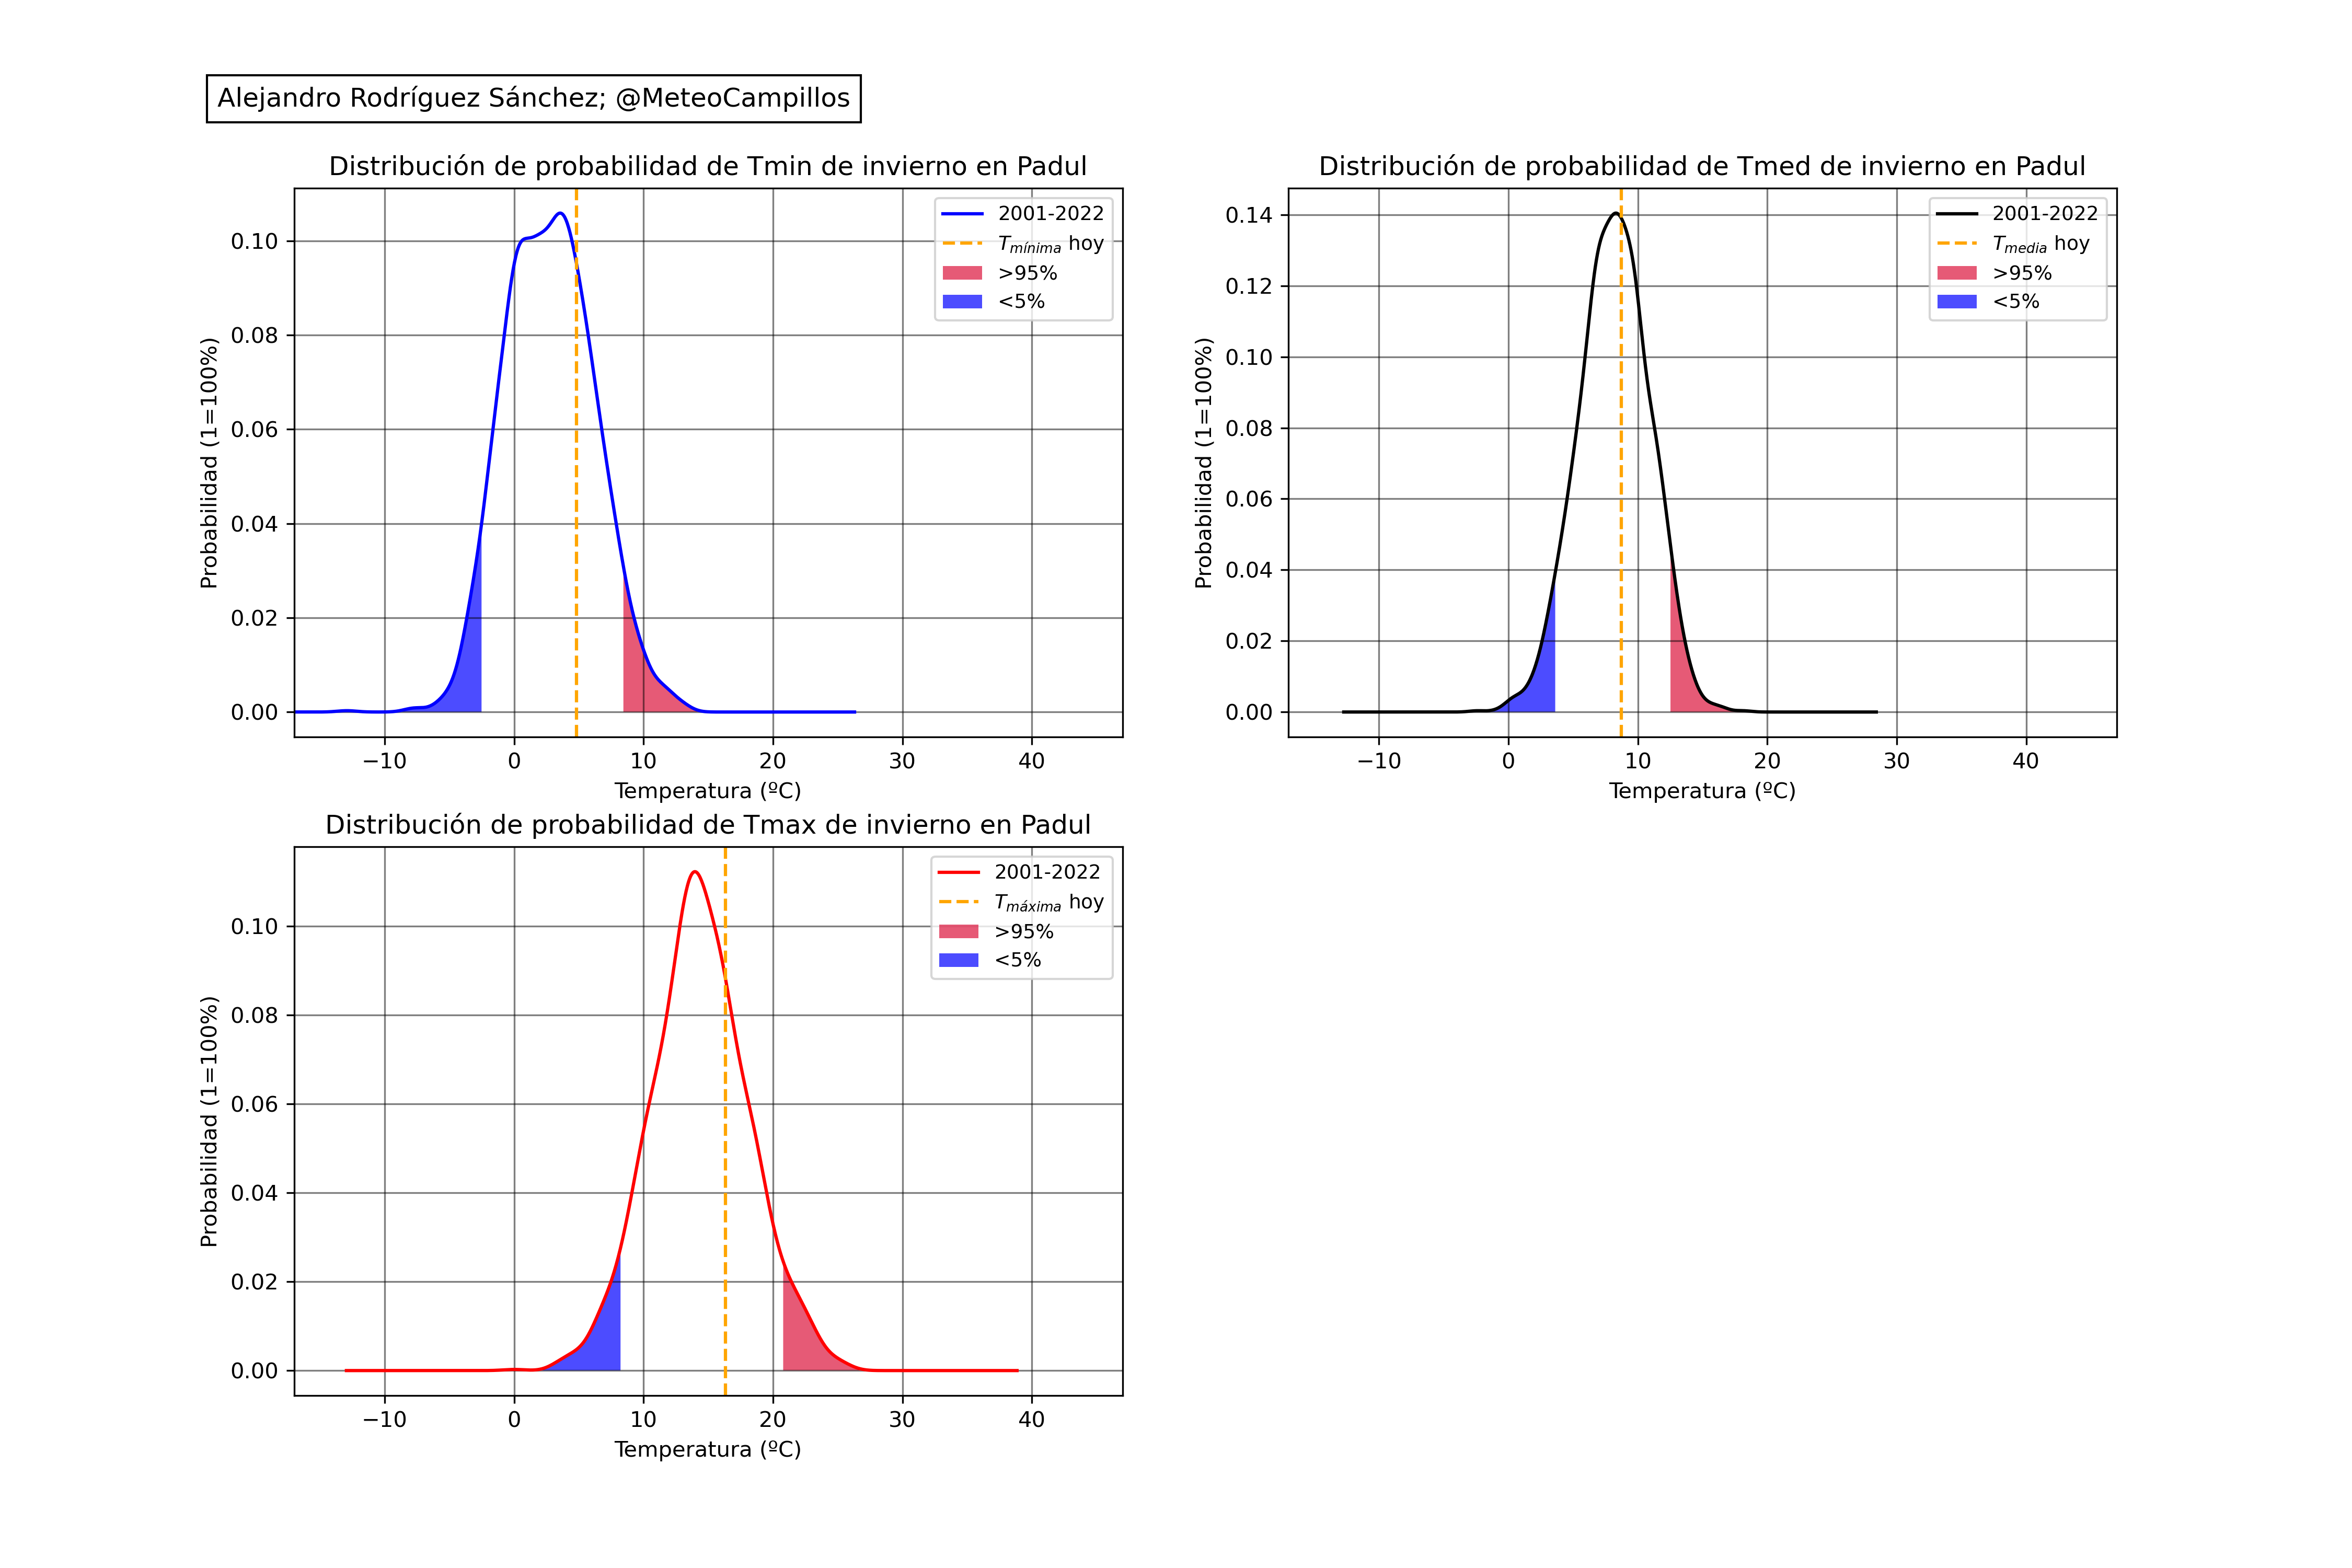 Alejandro Rodríguez Sánchez; @MeteoCampillos
Distribución de probabilidad de Tmin de invierno en Padul
Probabilidad (1=100%)
0.10
0.08
0.06
0.04
0.02
0.00
−10 0 10 20 30 40
Temperatura (ºC)
2001-2022
Tmínima hoy
>95%
<5%
Distribución de probabilidad de Tmed de invierno en Padul
Probabilidad (1=100%)
0.14
0.12
0.10
0.08
0.06
0.04
0.02
0.00
−10 0 10 20 30 40
Temperatura (ºC)
2001-2022
Tmedia hoy
>95%
<5%
Distribución de probabilidad de Tmax de invierno en Padul
Probabilidad (1=100%)
0.10
0.08
0.06
0.04
0.02
0.00
−10 0 10 20 30 40
Temperatura (ºC)
2001-2022
Tmáxima hoy
>95%
<5%